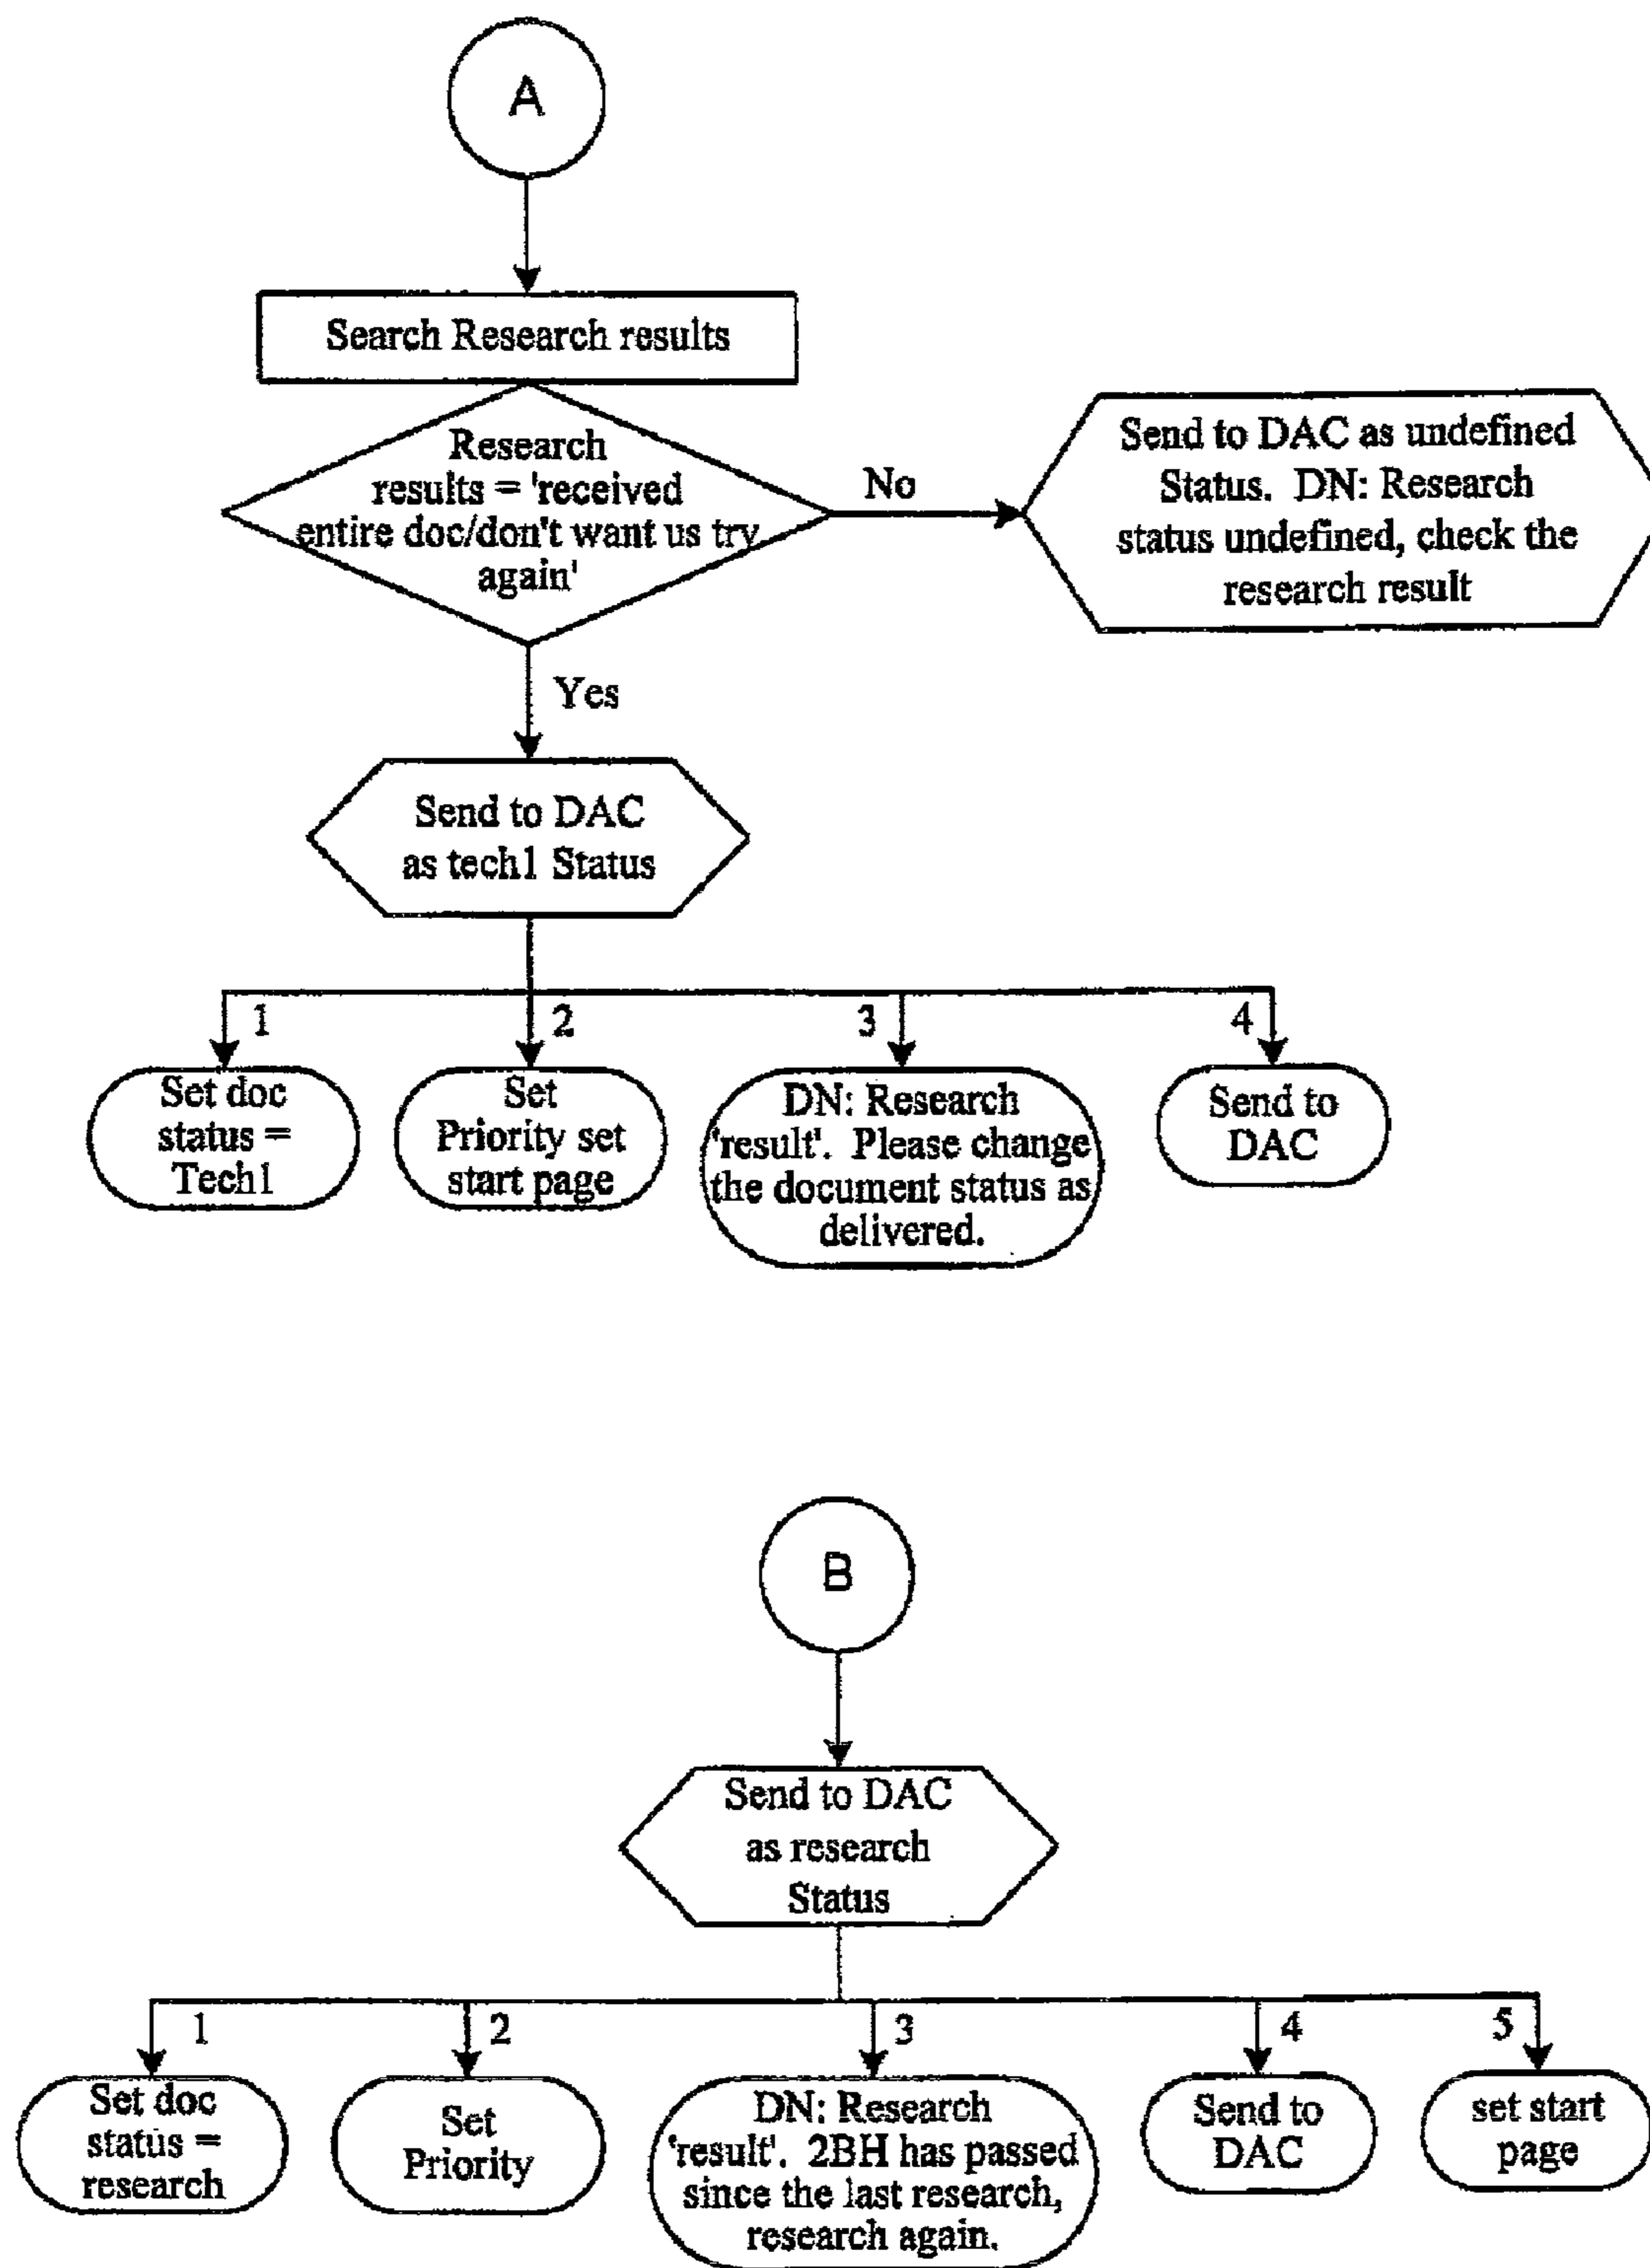 A
Search Research results
Research
results = 'received
entire doc/don't want us try
again'
No
Send to DAC as undefined
Status. DN: Research
status undefined, check the
research result
Yes
Send to DAC
as tech1 Status
1
2
3
4
Set doc
status =
Tech1
Set
Priority set
start page
DN: Research
'result'. Please change
the document status as
delivered.
Send to
DAC
B
Send to DAC
as research
Status
1
2
3
4
5
Set doc
status =
research
Set
Priority
DN: Research
'result'. 2BH has passed
since the last research,
research again.
Send to
DAC
set start
page